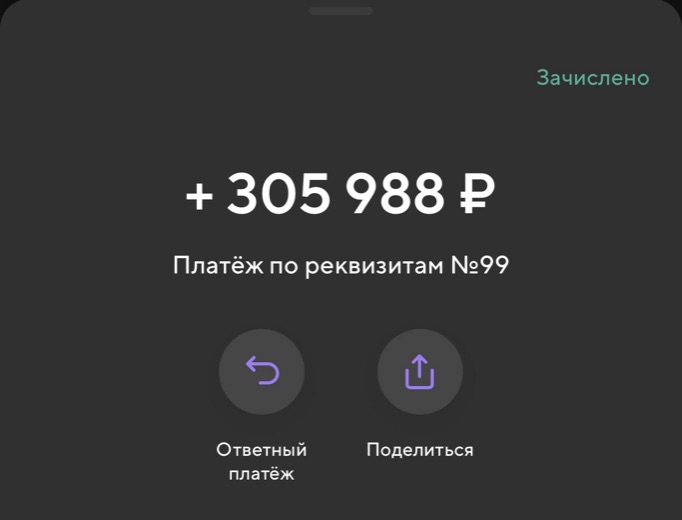 Зачислено
+ 305 988 ₽
Платёж по реквизитам №99
Ответный
платёж
Поделиться